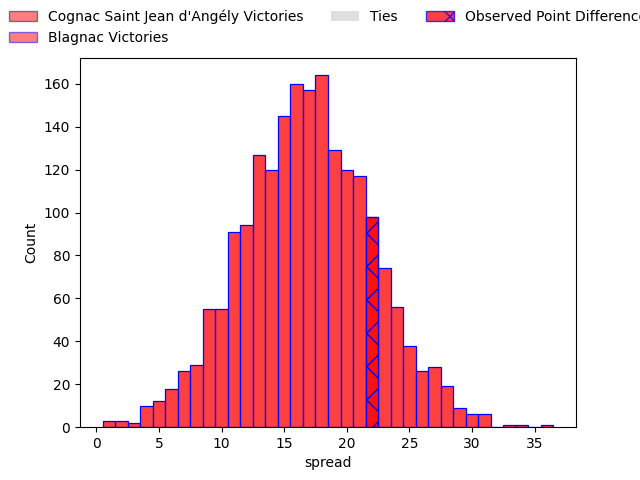 Cognac Saint Jean d'Angély Victories
Blagnac Victories
Ties
Observed Point Difference
Count
160
140
120
100
80
60
40
20
0
0 5 10 15 20 25 30 35
spread